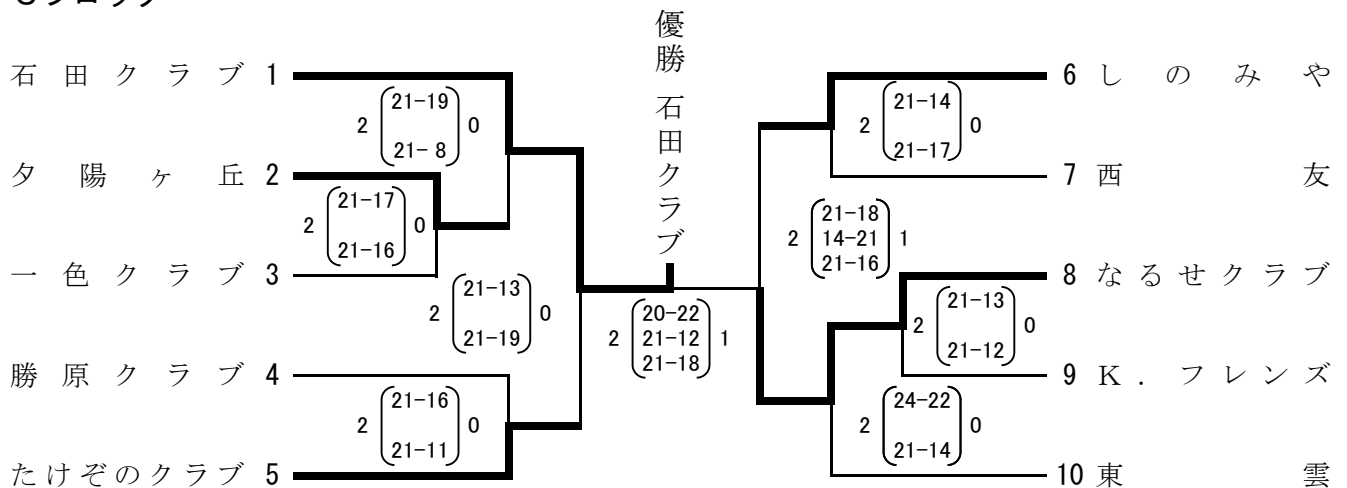 優勝 石田クラブ
石田クラブ 1
2 21-19 0
21- 8
夕陽ヶ丘 2
2 21-17 0
21-16
一色クラブ 3
2 21-13 0
21-19
勝原クラブ 4
2 21-16 0
21-11
たけぞのクラブ 5
20-22
2 21-12 1
21-18
6 しのみや
2 21-14 0
21-17
7 西友
21-18
2 14-21 1
21-16
8 なるせクラブ
2 21-13 0
21-12
9 K．フレンズ
2 24-22 0
21-14
10 東雲